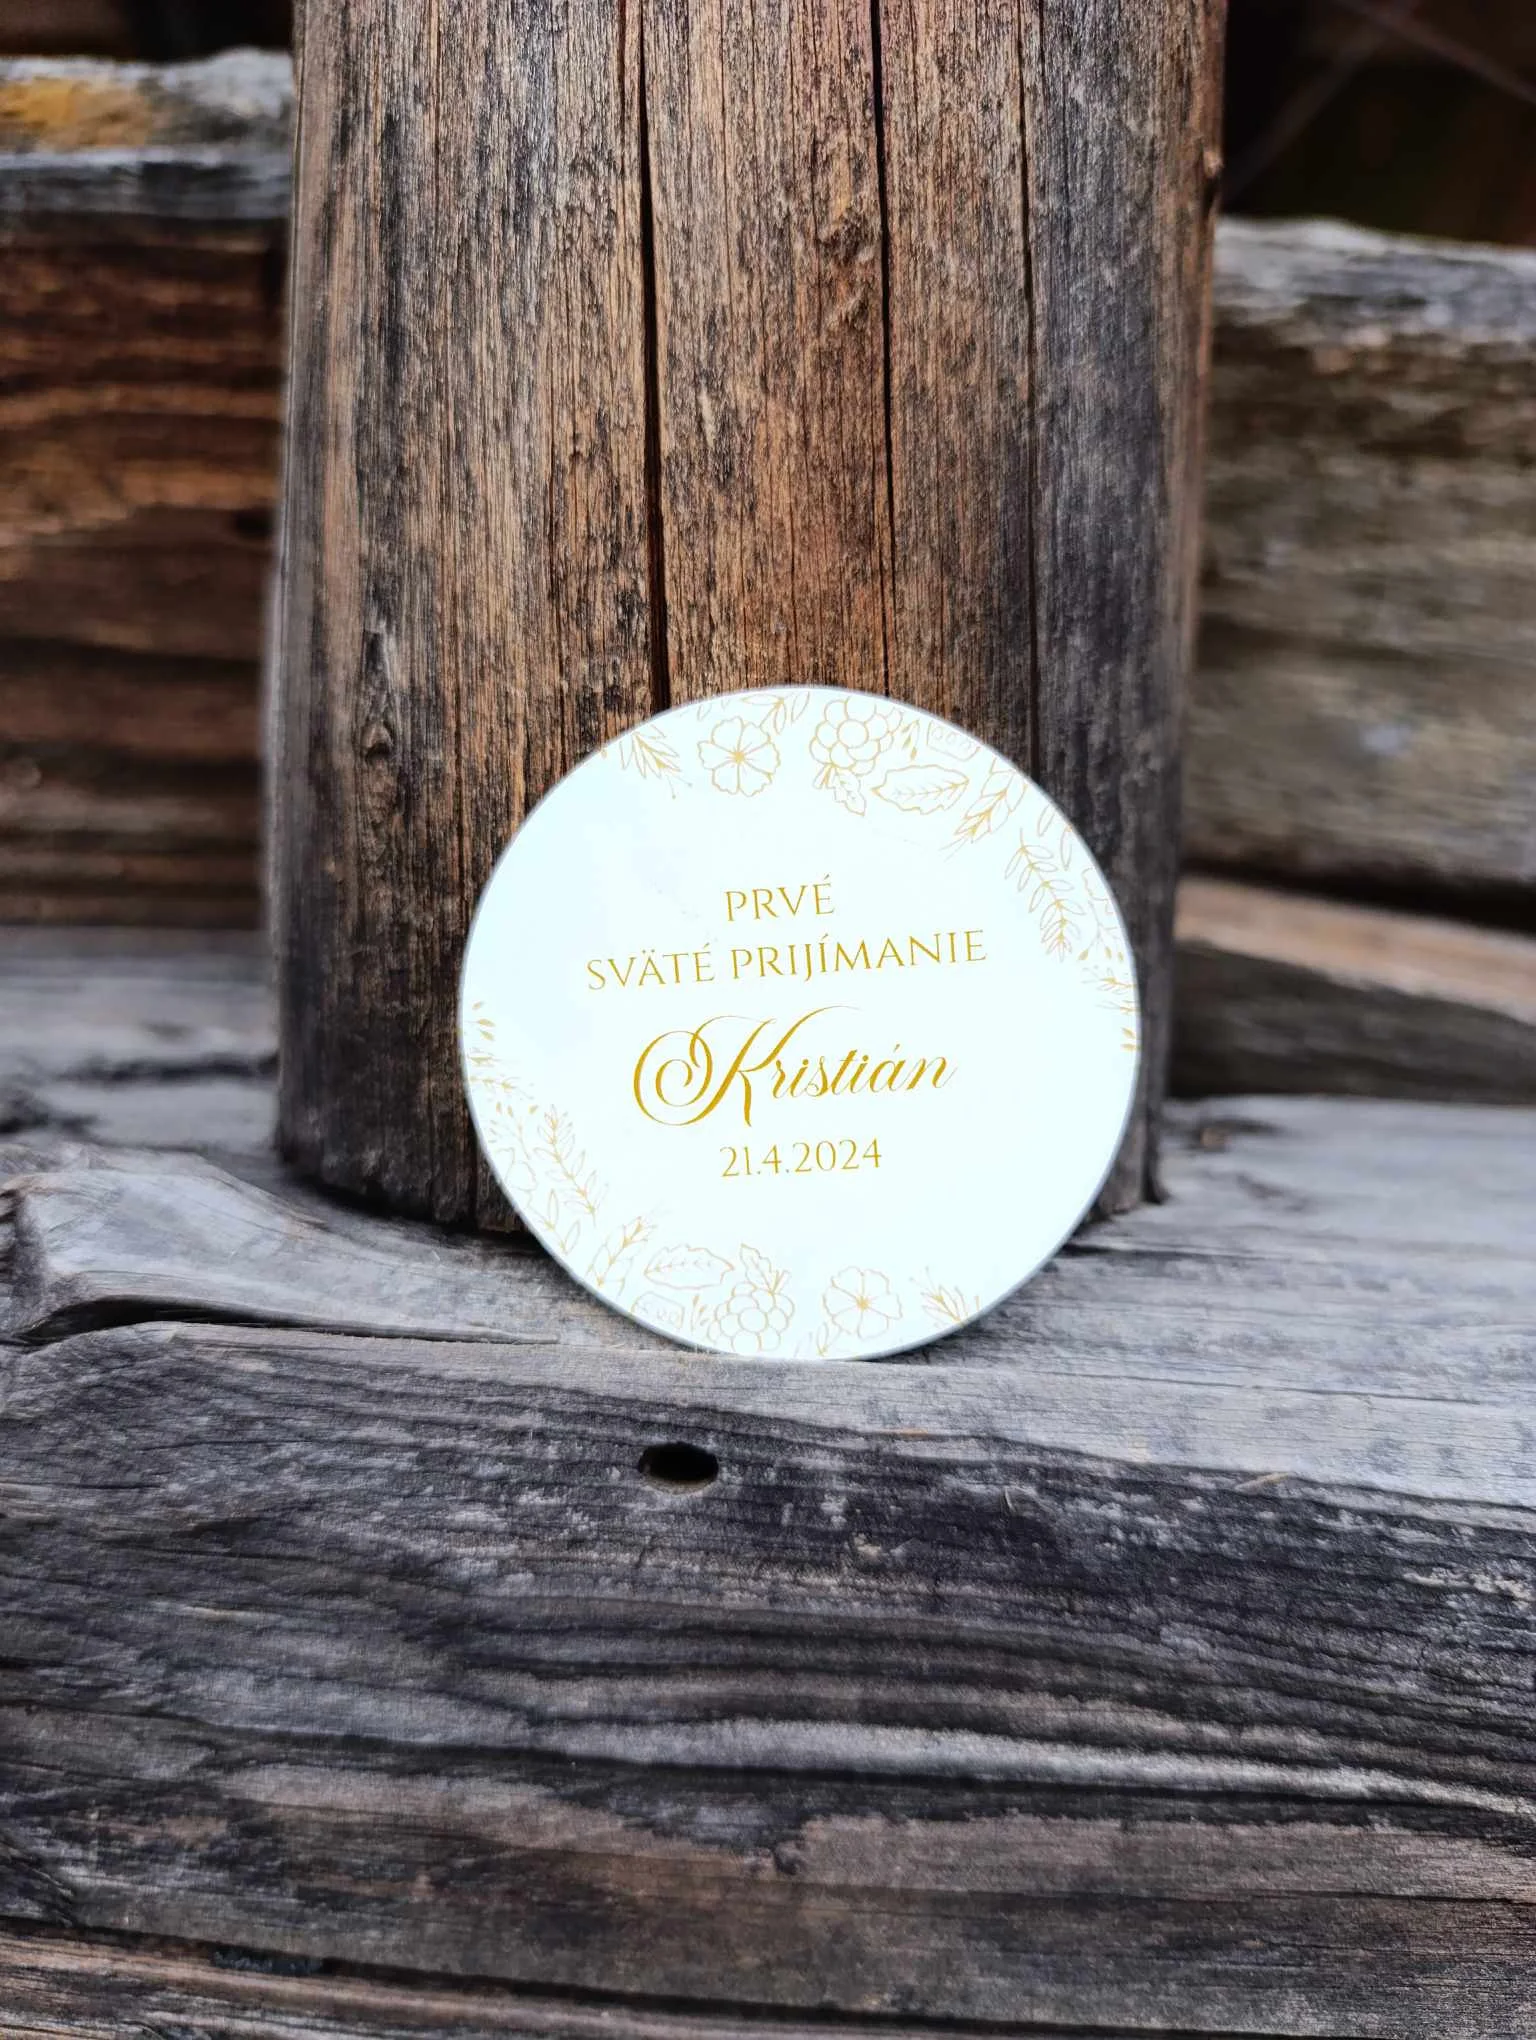 PRVÉ
SVÄTÉ PRIJÍMANIE
Kristián
21.4.2024